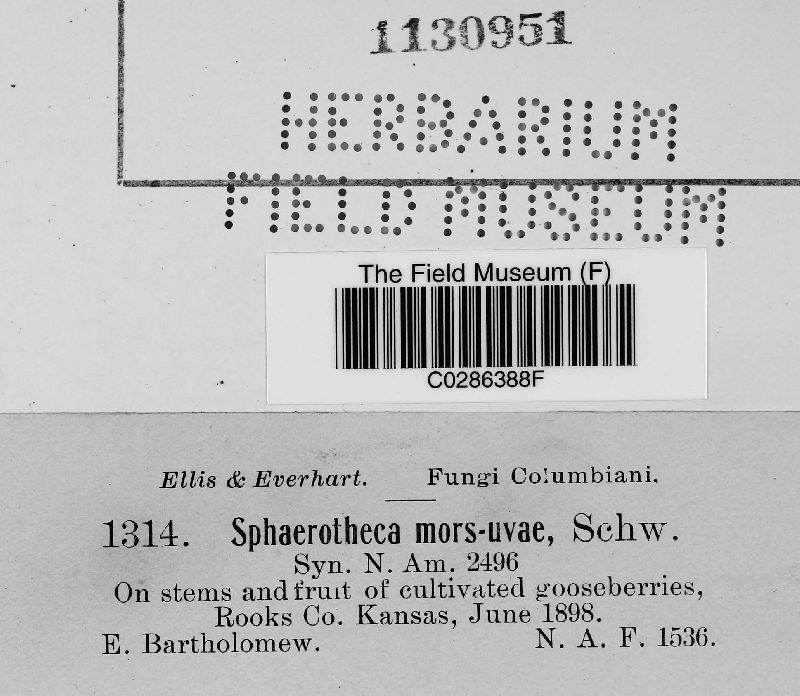 1130951
HERBARIUM
FIELD MUSEUM
The Field Museum (F)
C0286388F
Ellis & Everhart. Fungi Columbiani.
1314. Sphaerotheca mors-uvae, Schw.
Syn. N. Am. 2496
On stems and fruit of cultivated gooseberries,
Rooks Co. Kansas, June 1898.
E. Bartholomew. N. A. F. 1536.